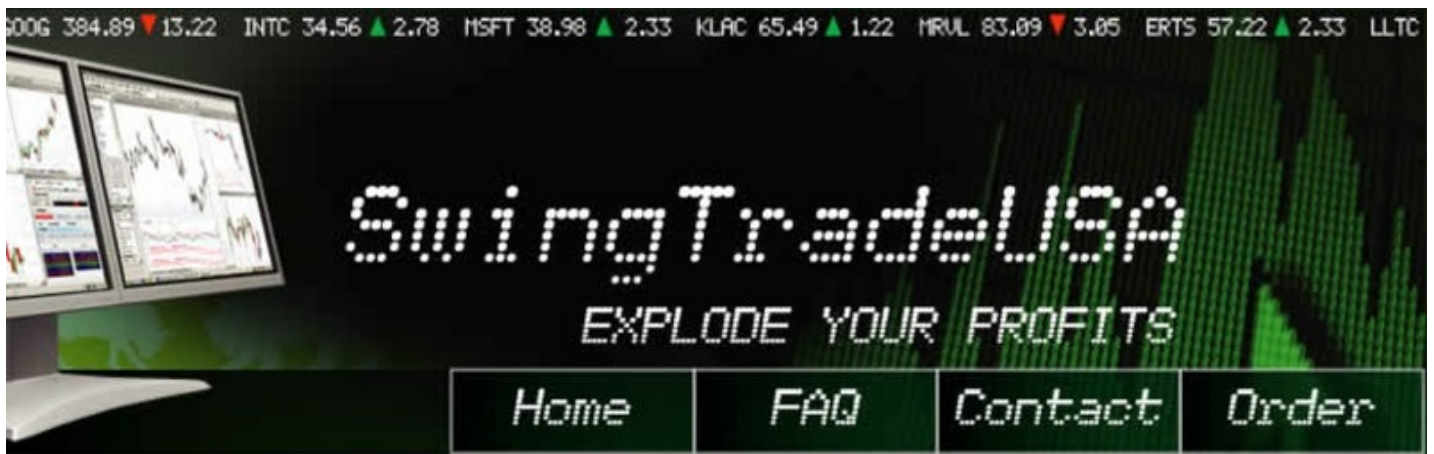 GOOG 384.89 ▼ 13.22 INTC 34.56 ▲ 2.78 MSFT 38.98 ▲ 2.33 KLAC 65.49 ▲ 1.22 MRVL 83.09 ▼ 3.05 ERTS 57.22 ▲ 2.33 LLTC
SwingTradeUSA
EXPLODE YOUR PROFITS
Home FAQ Contact Order